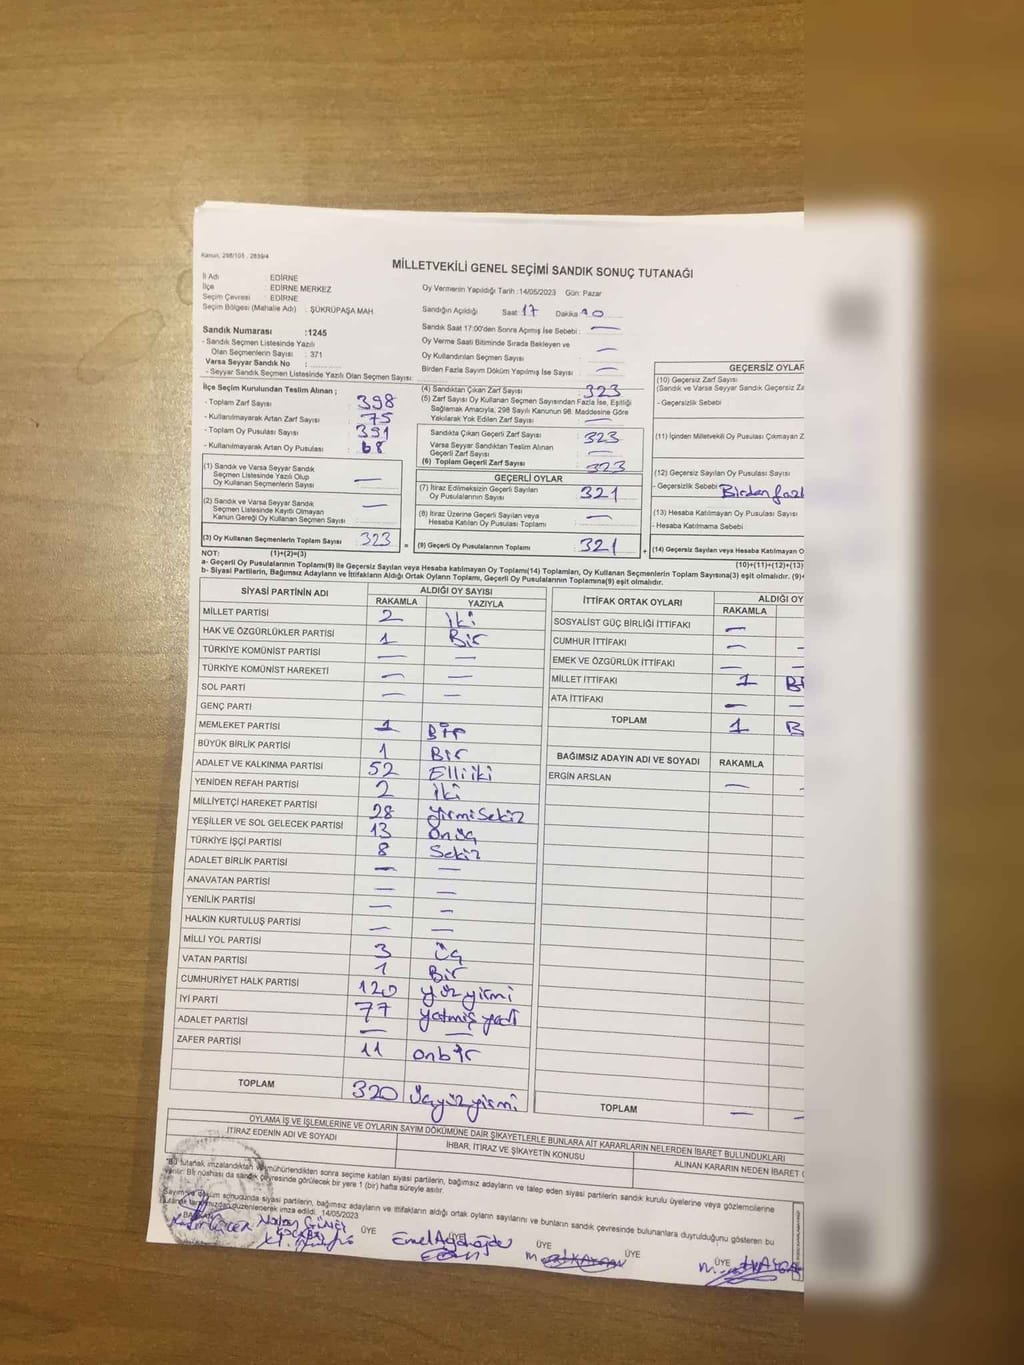 Kanun, 298/105 , 2839/4
MİLLETVEKİLİ GENEL SEÇİMİ SANDIK SONUÇ TUTANAĞI
İl Adı EDİRNE
İlçe : EDİRNE MERKEZ
Seçim Çevresi : EDİRNE
Seçim Bölgesi (Mahalle Adı) : ŞÜKRÜPAŞA MAH.
Oy Vermenin Yapıldığı Tarih :14/05/2023 Gün: Pazar
Sandığın Açıldığı Saat 17 Dakika 10
Sandık Numarası :1245
Sandık Saat 17:00'den Sonra Açımış İse Sebebi : —
- Sandık Seçmen Listesinde Yazılı
Olan Seçmenlerin Sayısı : 371
Oy Verme Saati Bitiminde Sırada Bekleyen ve
Oy Kullandırılan Seçmen Sayısı —
Varsa Seyyar Sandık No :
- Seyyar Sandık Seçmen Listesinde Yazılı Olan Seçmen Sayısı:
Birden Fazla Sayım Döküm Yapılmış İse Sayısı : —
İlçe Seçim Kurulundan Teslim Alınan ;
- Toplam Zarf Sayısı : 398
- Kullanılmayarak Artan Zarf Sayısı : 75
- Toplam Oy Pusulası Sayısı : 391
- Kullanılmayarak Artan Oy Pusulası : 68
(4) Sandıktan Çıkan Zarf Sayısı : 323
(5) Zarf Sayısı Oy Kullanan Seçmen Sayısından Fazla İse, Eşitliği
Sağlamak Amacıyla, 298 Sayılı Kanunun 98. Maddesine Göre
Yakılarak Yok Edilen Zarf Sayısı : —
Sandıkta Çıkan Geçerli Zarf Sayısı : 323
Varsa Seyyar Sandıktan Teslim Alınan
Geçerli Zarf Sayısı : —
(6) Toplam Geçerli Zarf Sayısı : 323
GEÇERSİZ OYLAR
(10) Geçersiz Zarf Sayısı
(Sandık ve Varsa Seyyar Sandık Geçersiz Za
- Geçersizlik Sebebi :
(11) İçinden Milletvekili Oy Pusulası Çıkmayan Z
(12) Geçersiz Sayılan Oy Pusulası Sayısı
- Geçersizlik Sebebi Birden fazl
(13) Hesaba Katılmayan Oy Pusulası Sayısı
- Hesaba Katılmama Sebebi
(14) Geçersiz Sayılan veya Hesaba Katılmayan O
(10)+(11)+(12)+(13)
(1) Sandık ve Varsa Seyyar Sandık
Seçmen Listesinde Yazılı Olup
Oy Kullanan Seçmenlerin Sayısı : —
(2) Sandık ve Varsa Seyyar Sandık
Seçmen Listesinde Kayıtlı Olmayan
Kanun Gereği Oy Kullanan Seçmen Sayısı : —
(3) Oy Kullanan Seçmenlerin Toplam Sayısı : 323
GEÇERLİ OYLAR
(7) İtiraz Edilmeksizin Geçerli Sayılan
Oy Pusulalarının Sayısı : 321
(8) İtiraz Üzerine Geçerli Sayılan veya
Hesaba Katılan Oy Pusulası Toplamı : —
= (9) Geçerli Oy Pusulalarının Toplamı : 321 +
NOT: (1)+(2)=(3)
a- Geçerli Oy Pusulalarının Toplamı(9) ile Geçersiz Sayılan veya Hesaba katılmayan Oy Toplamı(14) Toplamları, Oy Kullanan Seçmenlerin Toplam Sayısına(3) eşit olmalıdır. (9)+
b- Siyasi Partilerin, Bağımsız Adayların ve İttifakların Aldığı Ortak Oyların Toplamı, Geçerli Oy Pusulalarının Toplamına(9) eşit olmalıdır.
SİYASİ PARTİNİN ADI ALDIĞI OY SAYISI
RAKAMLA YAZIYLA
MİLLET PARTİSİ 2 İki
HAK VE ÖZGÜRLÜKLER PARTİSİ 1 Bir
TÜRKİYE KOMÜNİST PARTİSİ — —
TÜRKİYE KOMÜNİST HAREKETİ — —
SOL PARTİ — —
GENÇ PARTİ
MEMLEKET PARTİSİ 1 Bir
BÜYÜK BİRLİK PARTİSİ 1 Bir
ADALET VE KALKINMA PARTİSİ 52 Elliiki
YENİDEN REFAH PARTİSİ 2 İki
MİLLİYETÇİ HAREKET PARTİSİ 28 yirmiSekiz
YEŞİLLER VE SOL GELECEK PARTİSİ 13 Onüç
TÜRKİYE İŞÇİ PARTİSİ 8 Sekiz
ADALET BİRLİK PARTİSİ — —
ANAVATAN PARTİSİ — —
YENİLİK PARTİSİ — —
HALKIN KURTULUŞ PARTİSİ — —
MİLLİ YOL PARTİSİ 3 Üç
VATAN PARTİSİ 1 Bir
CUMHURİYET HALK PARTİSİ 120 yüzyirmi
İYİ PARTİ 77 yetmişyedi
ADALET PARTİSİ — —
ZAFER PARTİSİ 11 onbir
TOPLAM 320 Üçyüzyirmi
İTTİFAK ORTAK OYLARI ALDIĞI OY
RAKAMLA
SOSYALİST GÜÇ BİRLİĞİ İTTİFAKI —
CUMHUR İTTİFAKI — —
EMEK VE ÖZGÜRLÜK İTTİFAKI — —
MİLLET İTTİFAKI 1 Bi
ATA İTTİFAKI — —
TOPLAM 1 B
BAĞIMSIZ ADAYIN ADI VE SOYADI RAKAMLA
ERGİN ARSLAN — —
TOPLAM — —
OYLAMA İŞ VE İŞLEMLERİNE VE OYLARIN SAYIM DÖKÜMÜNE DAİR ŞİKAYETLERLE BUNLARA AİT KARARLARIN NELERDEN İBARET BULUNDUKLARI
İTİRAZ EDENİN ADI VE SOYADI İHBAR, İTİRAZ VE ŞİKAYETİN KONUSU ALINAN KARARIN NEDEN İBARET O
*Bu tutanak imzalandıktan ve mühürlendikten sonra seçime katılan siyasi partilerin, bağımsız adayların ve talep eden siyasi partilerin sandık kurulu üyelerine veya gözlemcilerine
verilir. Bir nüshası da sandık çevresinde görülecek bir yere 1 (bir) hafta süreyle asılır.
Sayım ve döküm sonucunda siyasi partilerin, bağımsız adayların ve ittifakların aldığı ortak oyların sayılarını ve bunların sandık çevresinde bulunanlara duyrulduğunu gösteren bu
tutanak tarafımızdan düzenlenerek imza edildi. 14/05/2023
BAŞKAN ÜYE ÜYE ÜYE ÜYE ÜYE